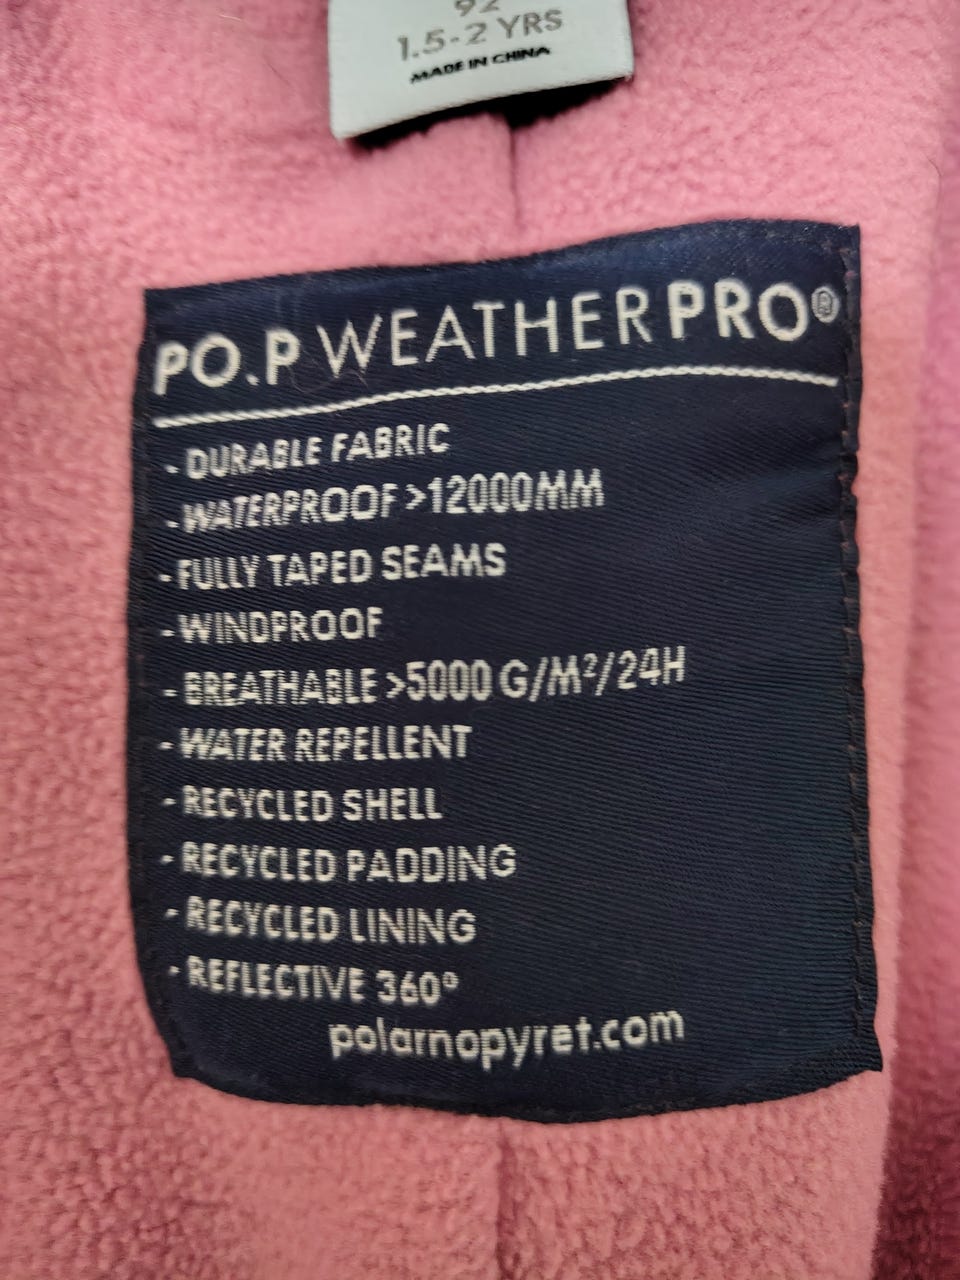 92
1.5-2 YRS
MADE IN CHINA
PO.P WEATHERPRO®
- DURABLE FABRIC
- WATERPROOF >12000MM
- FULLY TAPED SEAMS
- WINDPROOF
- BREATHABLE >5000 G/M²/24H
- WATER REPELLENT
- RECYCLED SHELL
- RECYCLED PADDING
- RECYCLED LINING
- REFLECTIVE 360°
polarnopyret.com